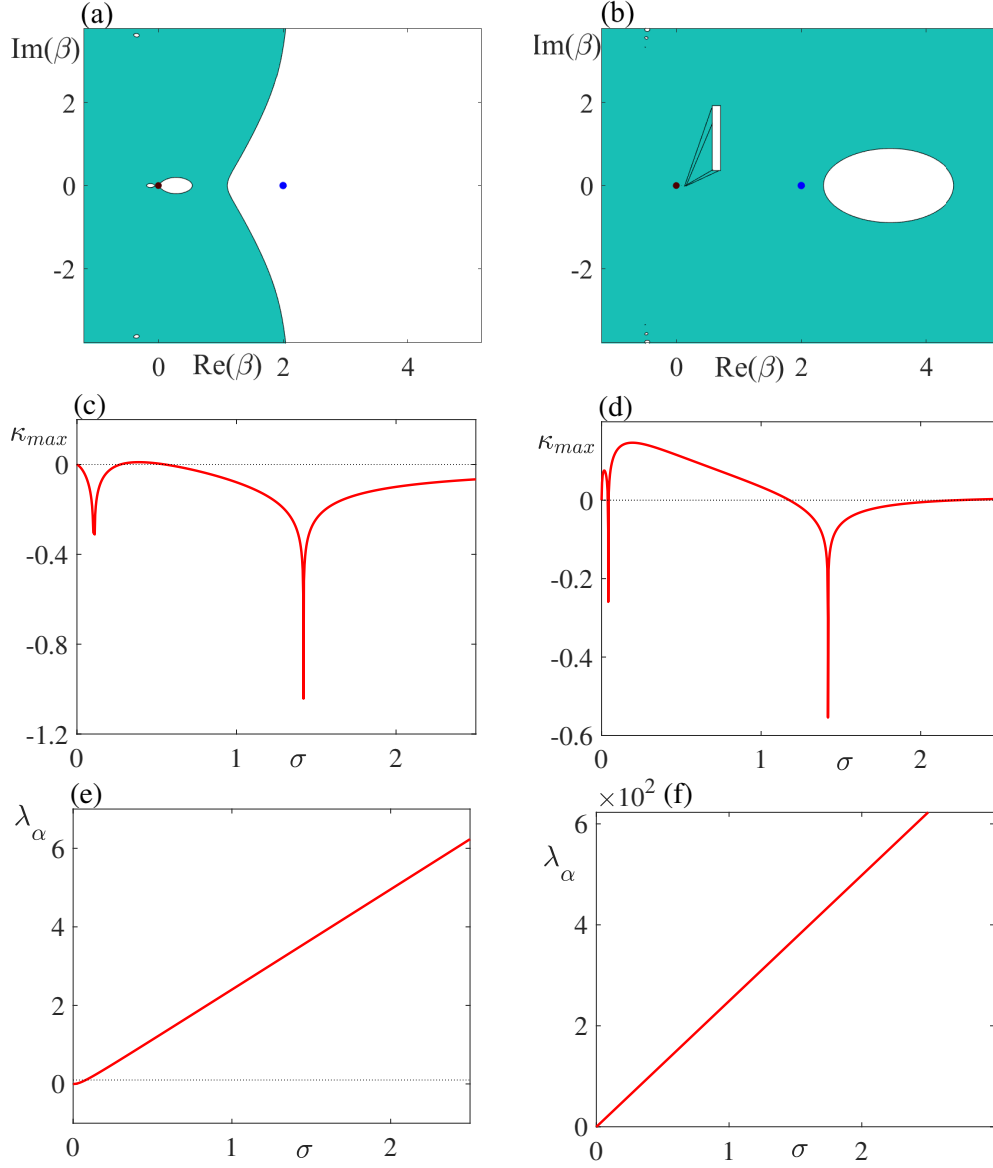 (a) (b)
Im(β) Im(β)
2 2
0 0
-2 -2
0 Re(β) 2 4 0 Re(β) 2 4
(c) (d)
κmax κmax
0 0
-0.4 -0.2
-0.8 -0.4
-1.2 -0.6
0 1 σ 2 0 1 σ 2
(e) ×10² (f)
λα λα
6 6
4 4
2 2
0 0
0 1 σ 2 0 1 σ 2